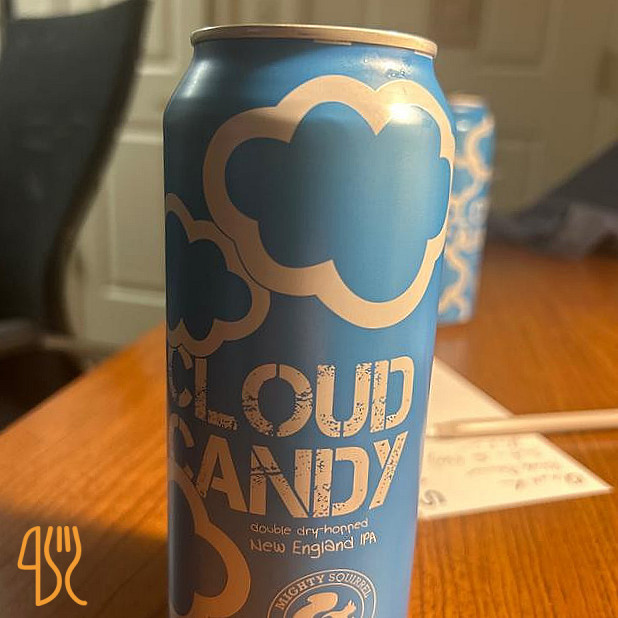 CLOUD
CANDY
double dry-hopped
New England IPA
MIGHTY SQUIRREL